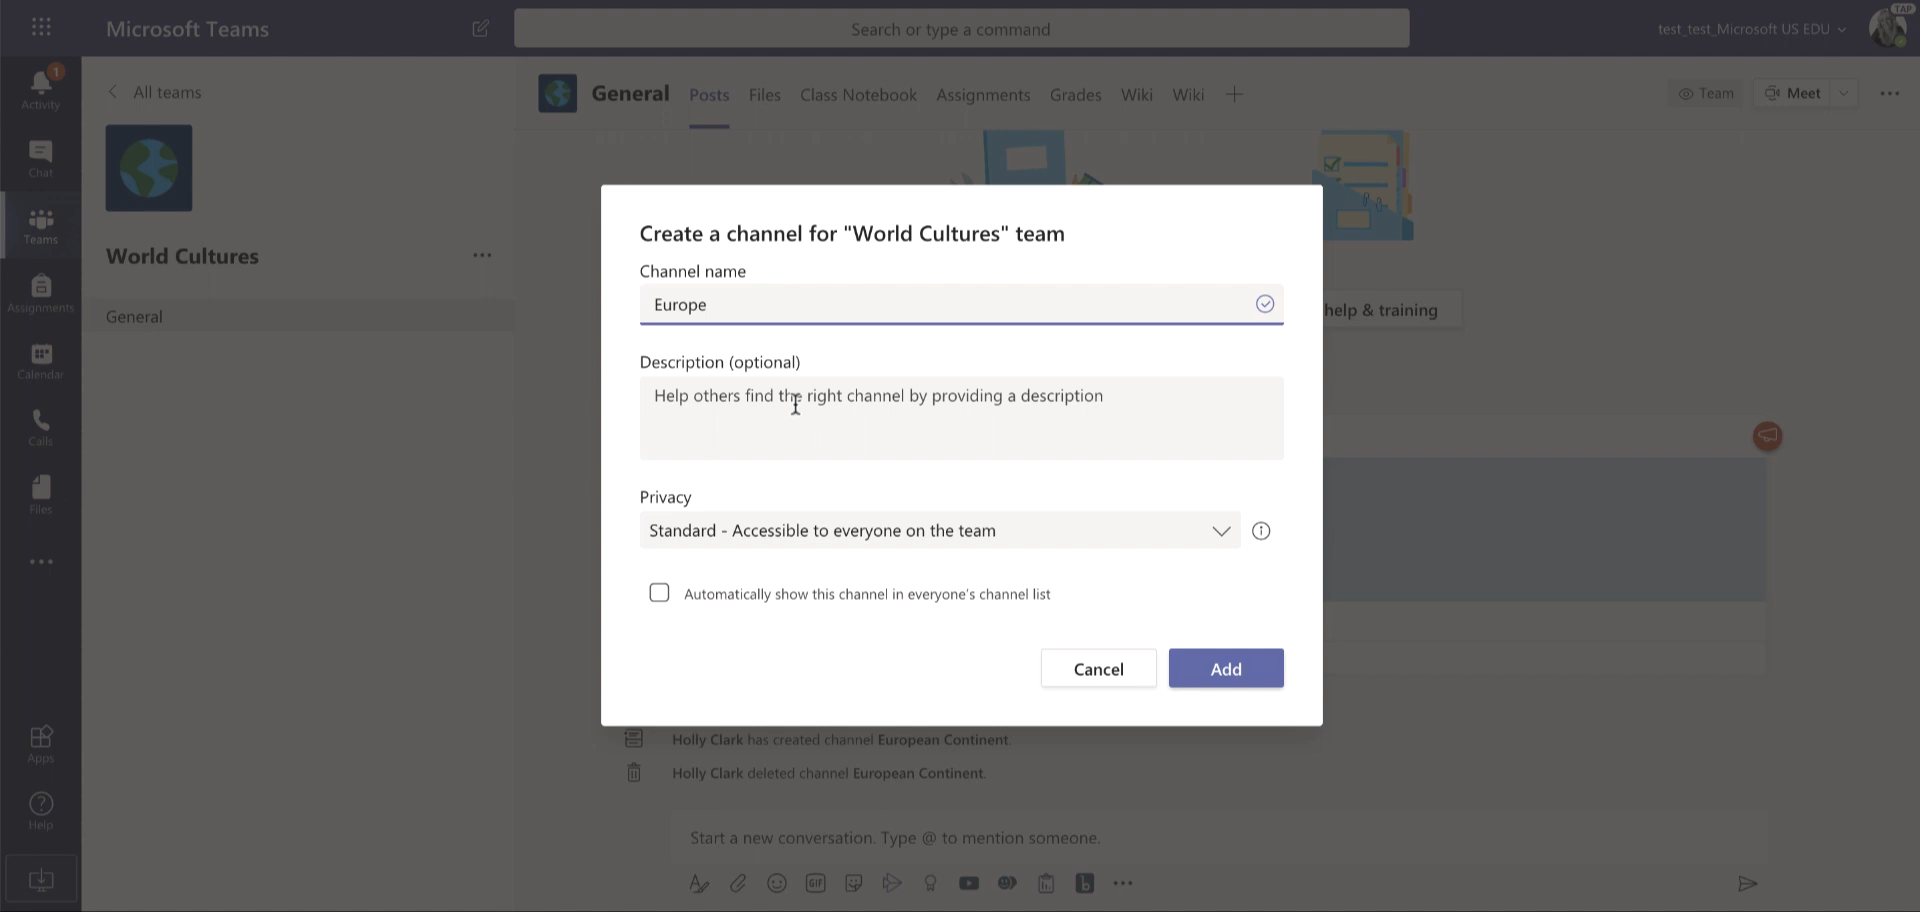 Microsoft Teams
Search or type a command
test_test_Microsoft US EDU
TAP
1
Activity
Chat
Teams
Assignments
Calendar
Calls
Files
Apps
Help
All teams
World Cultures
General
General
Posts
Files
Class Notebook
Assignments
Grades
Wiki
Wiki
Team
Meet
help & training
Create a channel for "World Cultures" team
Channel name
Europe
Description (optional)
Help others find the right channel by providing a description
Privacy
Standard - Accessible to everyone on the team
Automatically show this channel in everyone's channel list
Cancel
Add
Holly Clark has created channel European Continent.
Holly Clark deleted channel European Continent.
Start a new conversation. Type @ to mention someone.
GIF
b